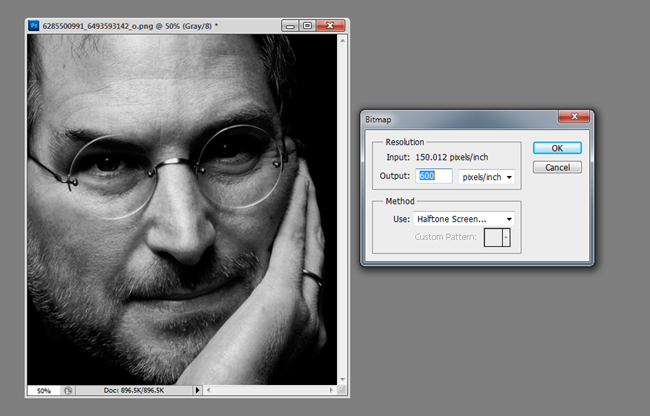 Ps 6285500991_6493593142_o.png @ 50% (Gray/8) *
Bitmap
Resolution
Input: 150.012 pixels/inch
Output: 600 pixels/inch
OK
Cancel
Method
Use: Halftone Screen...
Custom Pattern:
50% Doc: 896.5K/896.5K